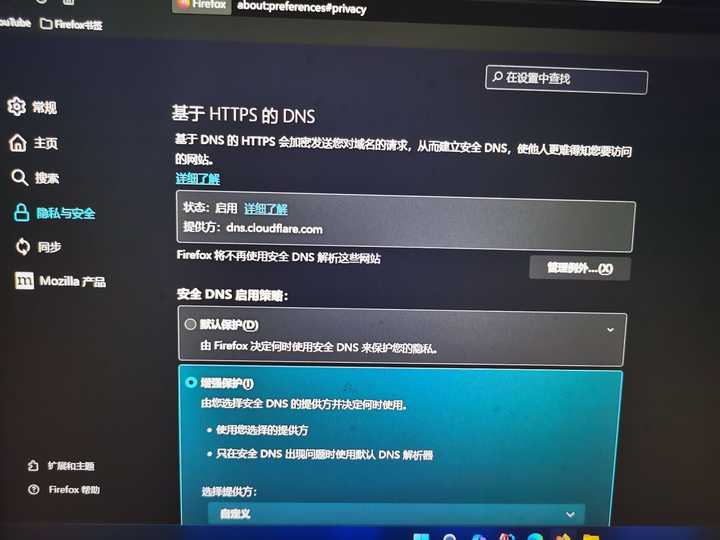 Firefox
about:preferences#privacy
ouTube
Firefox书签
在设置中查找
常规
主页
搜索
隐私与安全
同步
m Mozilla 产品
扩展和主题
Firefox 帮助
基于 HTTPS 的 DNS
基于 DNS 的 HTTPS 会加密发送您对域名的请求，从而建立安全 DNS，使他人更难得知您要访问
的网站。
详细了解
状态：启用 详细了解
提供方：dns.cloudflare.com
Firefox 将不再使用安全 DNS 解析这些网站
管理例外...(X)
安全 DNS 启用策略：
默认保护(D)
由 Firefox 决定何时使用安全 DNS 来保护您的隐私。
增强保护(I)
由您选择安全 DNS 的提供方并决定何时使用。
• 使用您选择的提供方
• 只在安全 DNS 出现问题时使用默认 DNS 解析器
选择提供方：
自定义